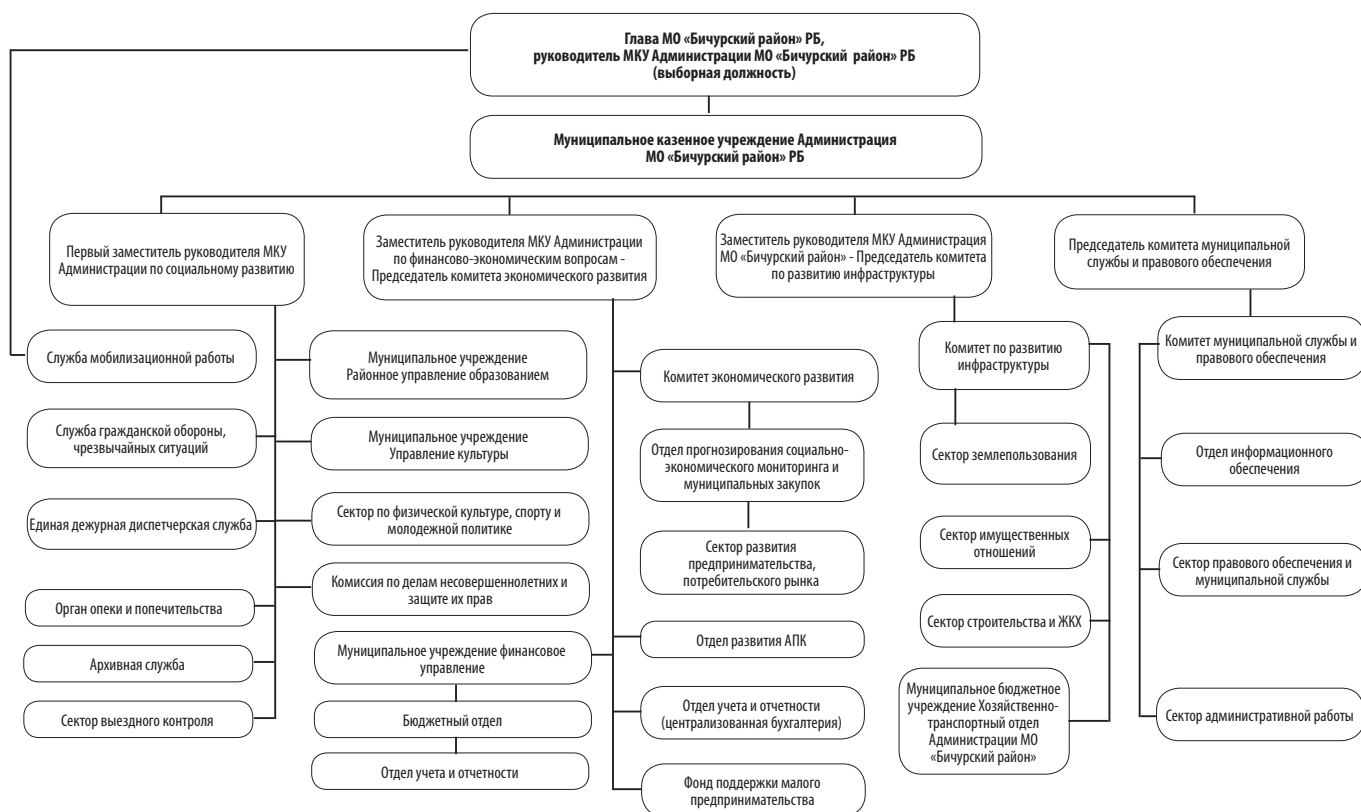 Глава МО «Бичурский район» РБ,
руководитель МКУ Администрации МО «Бичурский район» РБ
(выборная должность)
Муниципальное казенное учреждение Администрация
МО «Бичурский район» РБ
Первый заместитель руководителя МКУ
Администрации по социальному развитию
Заместитель руководителя МКУ Администрации
по финансово-экономическим вопросам -
Председатель комитета экономического развития
Заместитель руководителя МКУ Администрация
МО «Бичурский район» - Председатель комитета
по развитию инфраструктуры
Председатель комитета муниципальной
службы и правового обеспечения
Служба мобилизационной работы
Служба гражданской обороны,
чрезвычайных ситуаций
Единая дежурная диспетчерская служба
Орган опеки и попечительства
Архивная служба
Сектор выездного контроля
Муниципальное учреждение
Районное управление образованием
Муниципальное учреждение
Управление культуры
Сектор по физической культуре, спорту и
молодежной политике
Комиссия по делам несовершеннолетних и
защите их прав
Муниципальное учреждение финансовое
управление
Бюджетный отдел
Отдел учета и отчетности
Комитет экономического развития
Отдел прогнозирования социально-
экономического мониторинга и
муниципальных закупок
Сектор развития
предпринимательства,
потребительского рынка
Отдел развития АПК
Отдел учета и отчетности
(централизованная бухгалтерия)
Фонд поддержки малого
предпринимательства
Комитет по развитию
инфраструктуры
Сектор землепользования
Сектор имущественных
отношений
Сектор строительства и ЖКХ
Муниципальное бюджетное
учреждение Хозяйственно-
транспортный отдел
Администрации МО
«Бичурский район»
Комитет муниципальной службы и
правового обеспечения
Отдел информационного
обеспечения
Сектор правового обеспечения и
муниципальной службы
Сектор административной работы